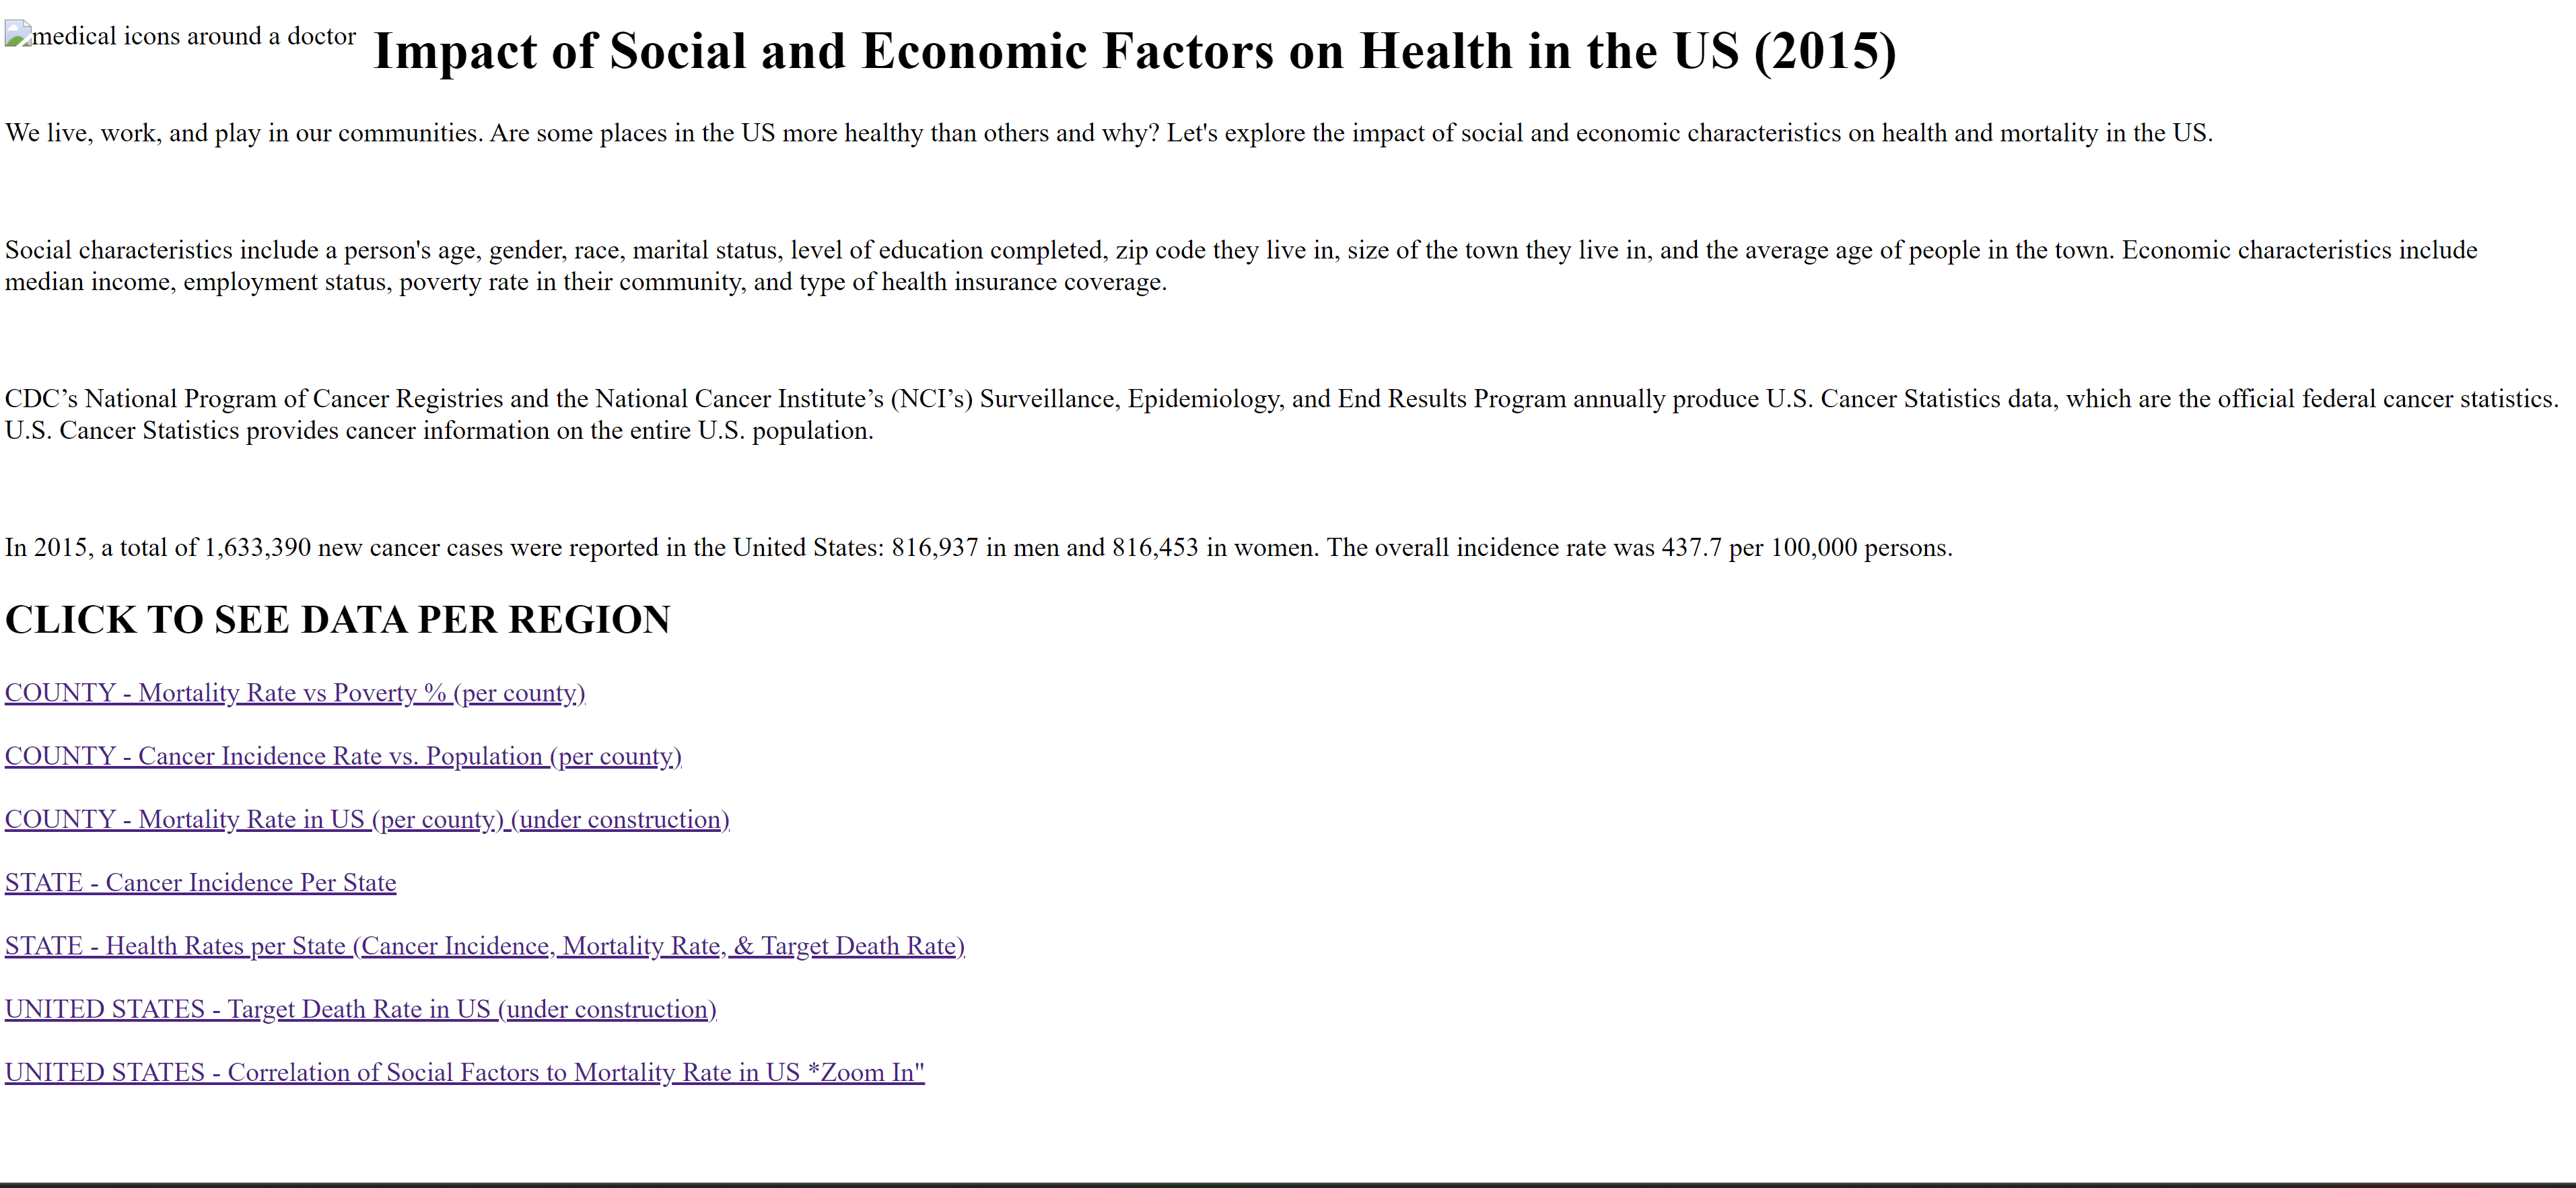 medical icons around a doctor
Impact of Social and Economic Factors on Health in the US (2015)
We live, work, and play in our communities. Are some places in the US more healthy than others and why? Let's explore the impact of social and economic characteristics on health and mortality in the US.
Social characteristics include a person's age, gender, race, marital status, level of education completed, zip code they live in, size of the town they live in, and the average age of people in the town. Economic characteristics include
median income, employment status, poverty rate in their community, and type of health insurance coverage.
CDC’s National Program of Cancer Registries and the National Cancer Institute’s (NCI’s) Surveillance, Epidemiology, and End Results Program annually produce U.S. Cancer Statistics data, which are the official federal cancer statistics.
U.S. Cancer Statistics provides cancer information on the entire U.S. population.
In 2015, a total of 1,633,390 new cancer cases were reported in the United States: 816,937 in men and 816,453 in women. The overall incidence rate was 437.7 per 100,000 persons.
CLICK TO SEE DATA PER REGION
COUNTY - Mortality Rate vs Poverty % (per county)
COUNTY - Cancer Incidence Rate vs. Population (per county)
COUNTY - Mortality Rate in US (per county) (under construction)
STATE - Cancer Incidence Per State
STATE - Health Rates per State (Cancer Incidence, Mortality Rate, & Target Death Rate)
UNITED STATES - Target Death Rate in US (under construction)
UNITED STATES - Correlation of Social Factors to Mortality Rate in US *Zoom In"